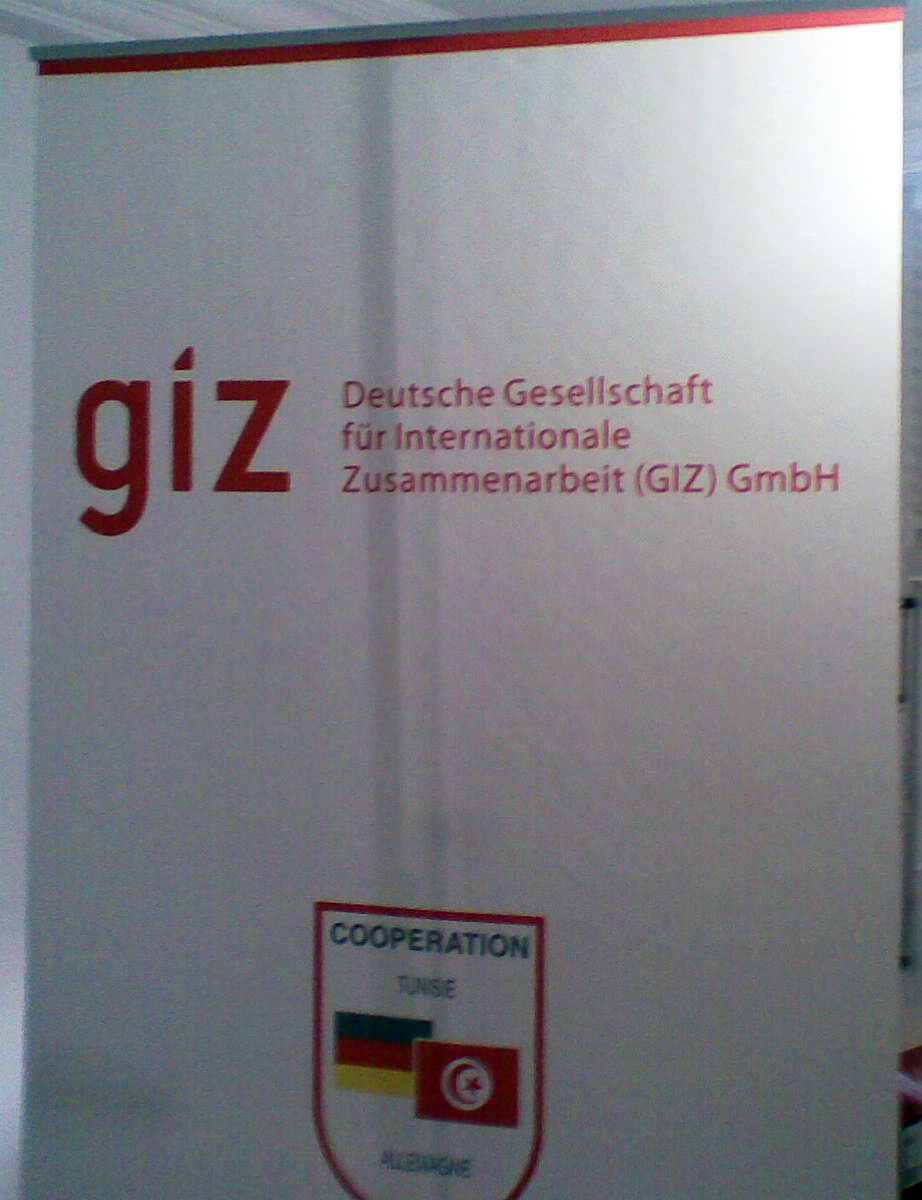 giz
Deutsche Gesellschaft
für Internationale
Zusammenarbeit (GIZ) GmbH
COOPERATION
TUNISIE
ALLEMAGNE